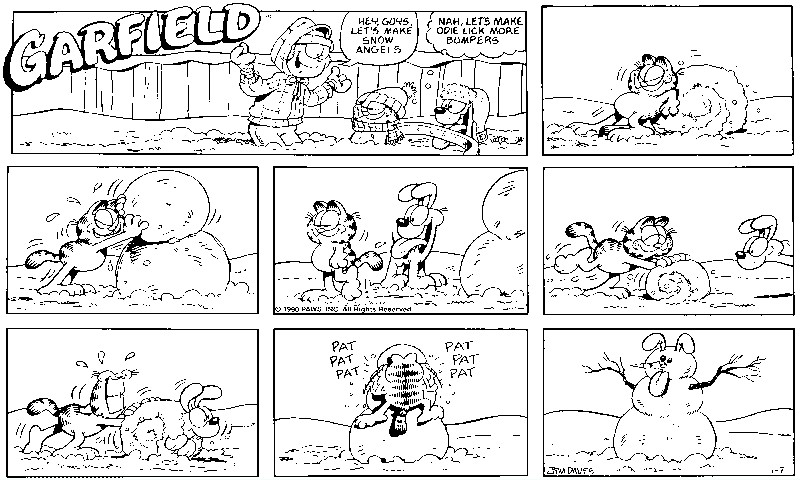 GARFIELD
HEY, GUYS,
LET'S MAKE
SNOW
ANGELS
NAH, LET'S MAKE
ODIE LICK MORE
BUMPERS
© 1990 PAWS, INC. All Rights Reserved
PAT
PAT
PAT
PAT
PAT
PAT
JIM DAVIS
1-7